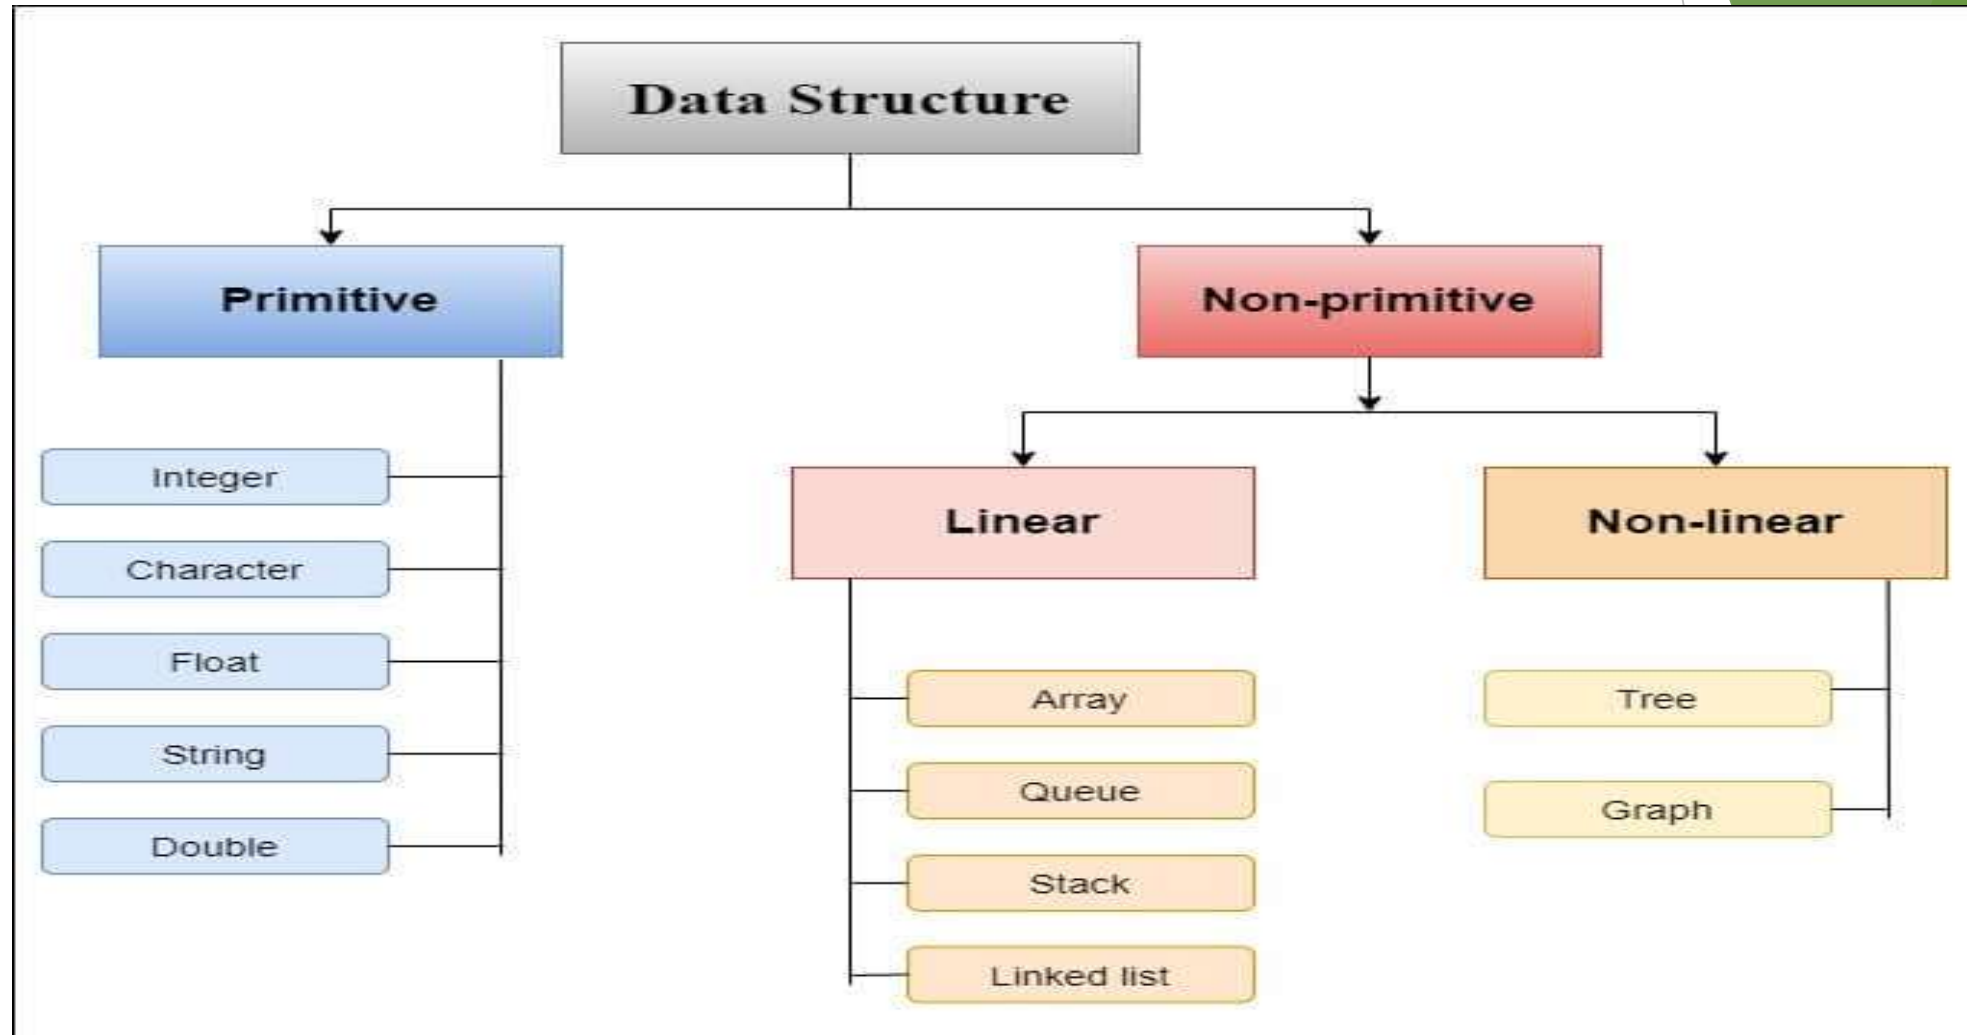 Data Structure
Primitive
Non-primitive
Integer
Character
Float
String
Double
Linear
Array
Queue
Stack
Linked list
Non-linear
Tree
Graph